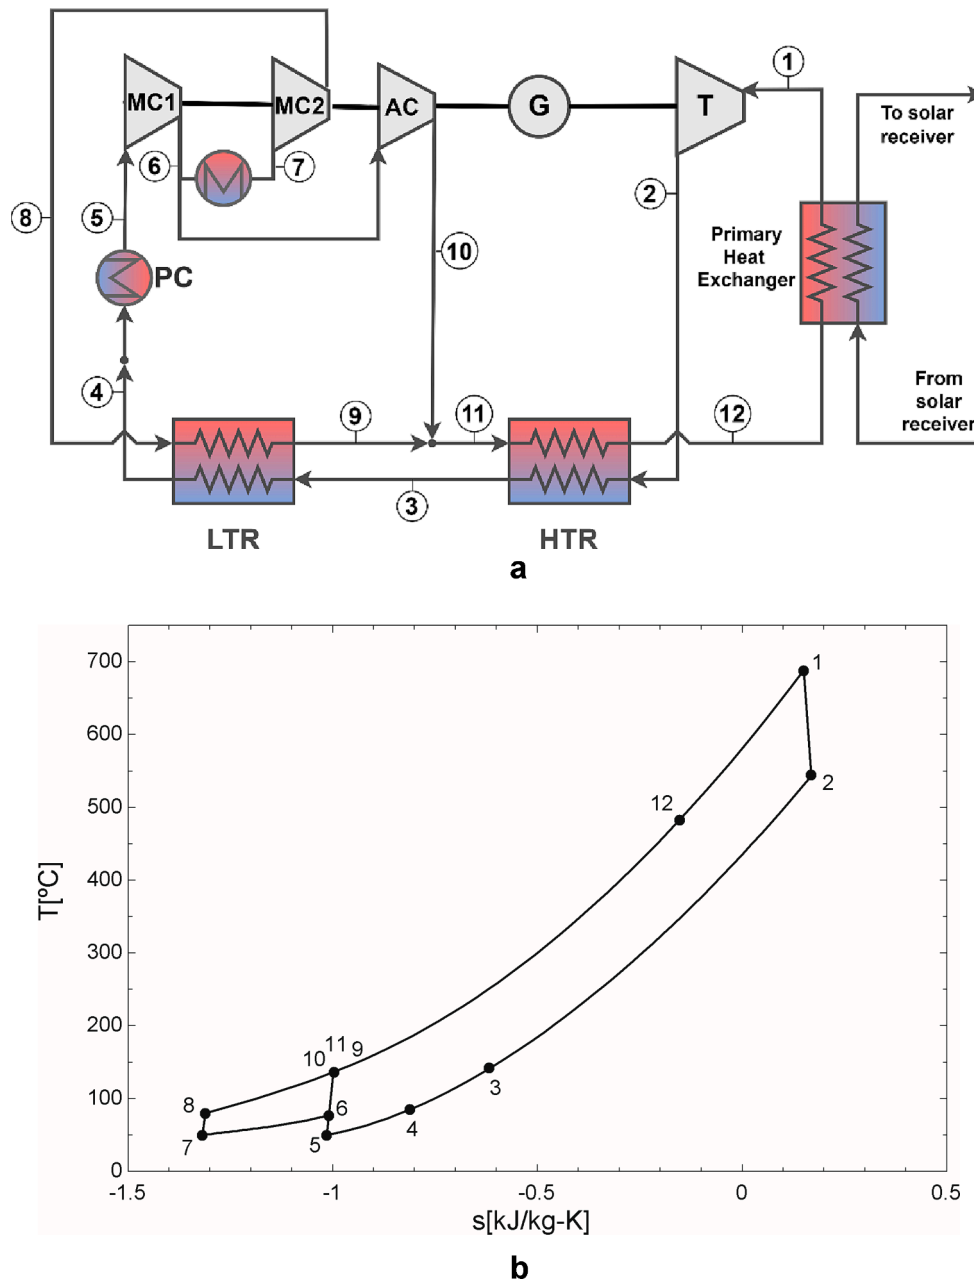 1
MC1
MC2
AC
G
T
To solar
receiver
6
7
2
8
5
10
Primary
Heat
Exchanger
PC
4
9
11
12
From
solar
receiver
3
LTR
HTR
a
700
600
500
400
300
200
100
0
T[ºC]
1
2
12
11
10
9
8
7
6
5
4
3
-1.5
-1
-0.5
0
0.5
s[kJ/kg-K]
b